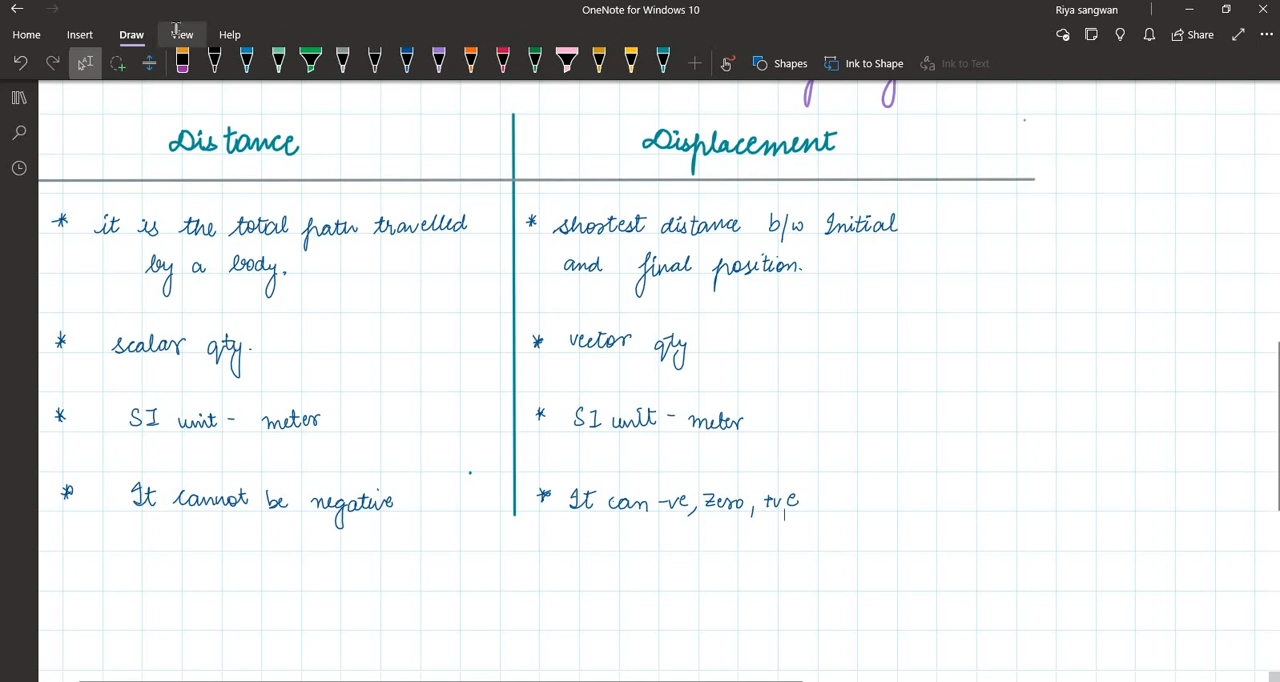 OneNote for Windows 10
Riya sangwan
Home Insert Draw View Help
Share
Shapes Ink to Shape Ink to Text
Distance Displacement
* it is the total path travelled
by a body.
* shortest distance b/w Initial
and final position.
* scalar qty.
* vector qty
* SI unit - meter
* SI unit - meter
* It cannot be negative
* It can -ve, zero, +ve